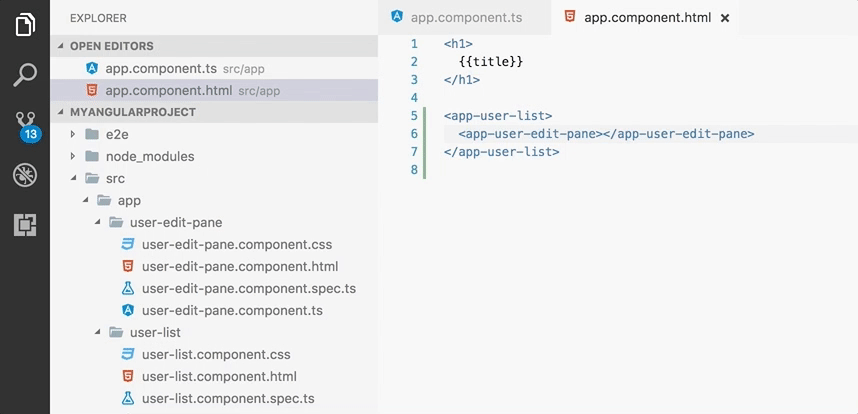 EXPLORER
OPEN EDITORS
app.component.ts src/app
app.component.html src/app
13
MYANGULARPROJECT
e2e
node_modules
src
app
user-edit-pane
user-edit-pane.component.css
user-edit-pane.component.html
user-edit-pane.component.spec.ts
user-edit-pane.component.ts
user-list
user-list.component.css
user-list.component.html
user-list.component.spec.ts
app.component.ts
app.component.html
1 <h1>
2 {{title}}
3 </h1>
4
5 <app-user-list>
6 <app-user-edit-pane></app-user-edit-pane>
7 </app-user-list>
8